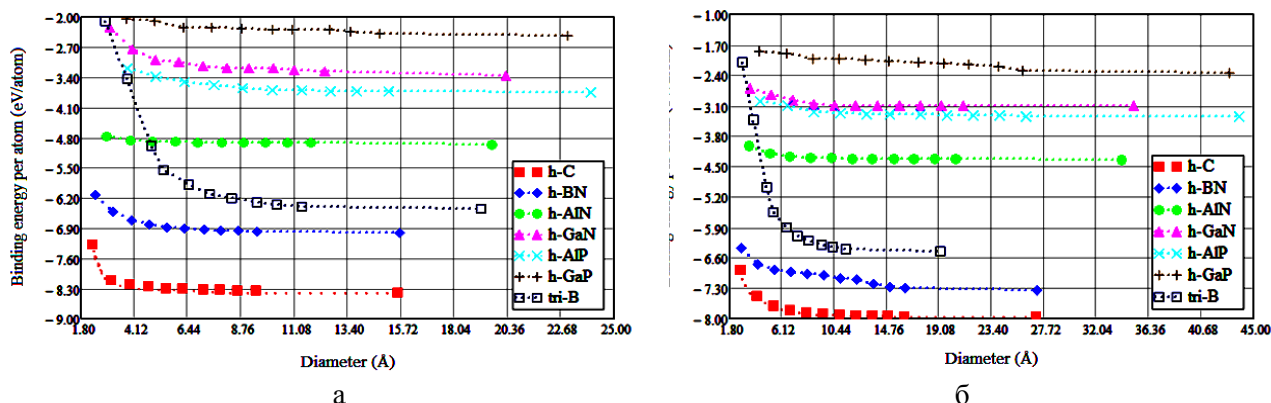 Binding energy per atom (eV/atom)
− 2.00
− 2.70
− 3.40
− 4.10
− 4.80
− 5.50
− 6.20
− 6.90
− 7.60
− 8.30
− 9.00
1.80 4.12 6.44 8.76 11.08 13.40 15.72 18.04 20.36 22.68 25.00
Diameter (Å)
h-C
h-BN
h-AlN
h-GaN
h-AlP
h-GaP
tri-B
а
− 1.00
− 1.70
− 2.40
− 3.10
− 3.80
− 4.50
− 5.20
− 5.90
− 6.60
− 7.30
− 8.00
1.80 6.12 10.44 14.76 19.08 23.40 27.72 32.04 36.36 40.68 45.00
Diameter (Å)
h-C
h-BN
h-AlN
h-GaN
h-AlP
h-GaP
tri-B
б